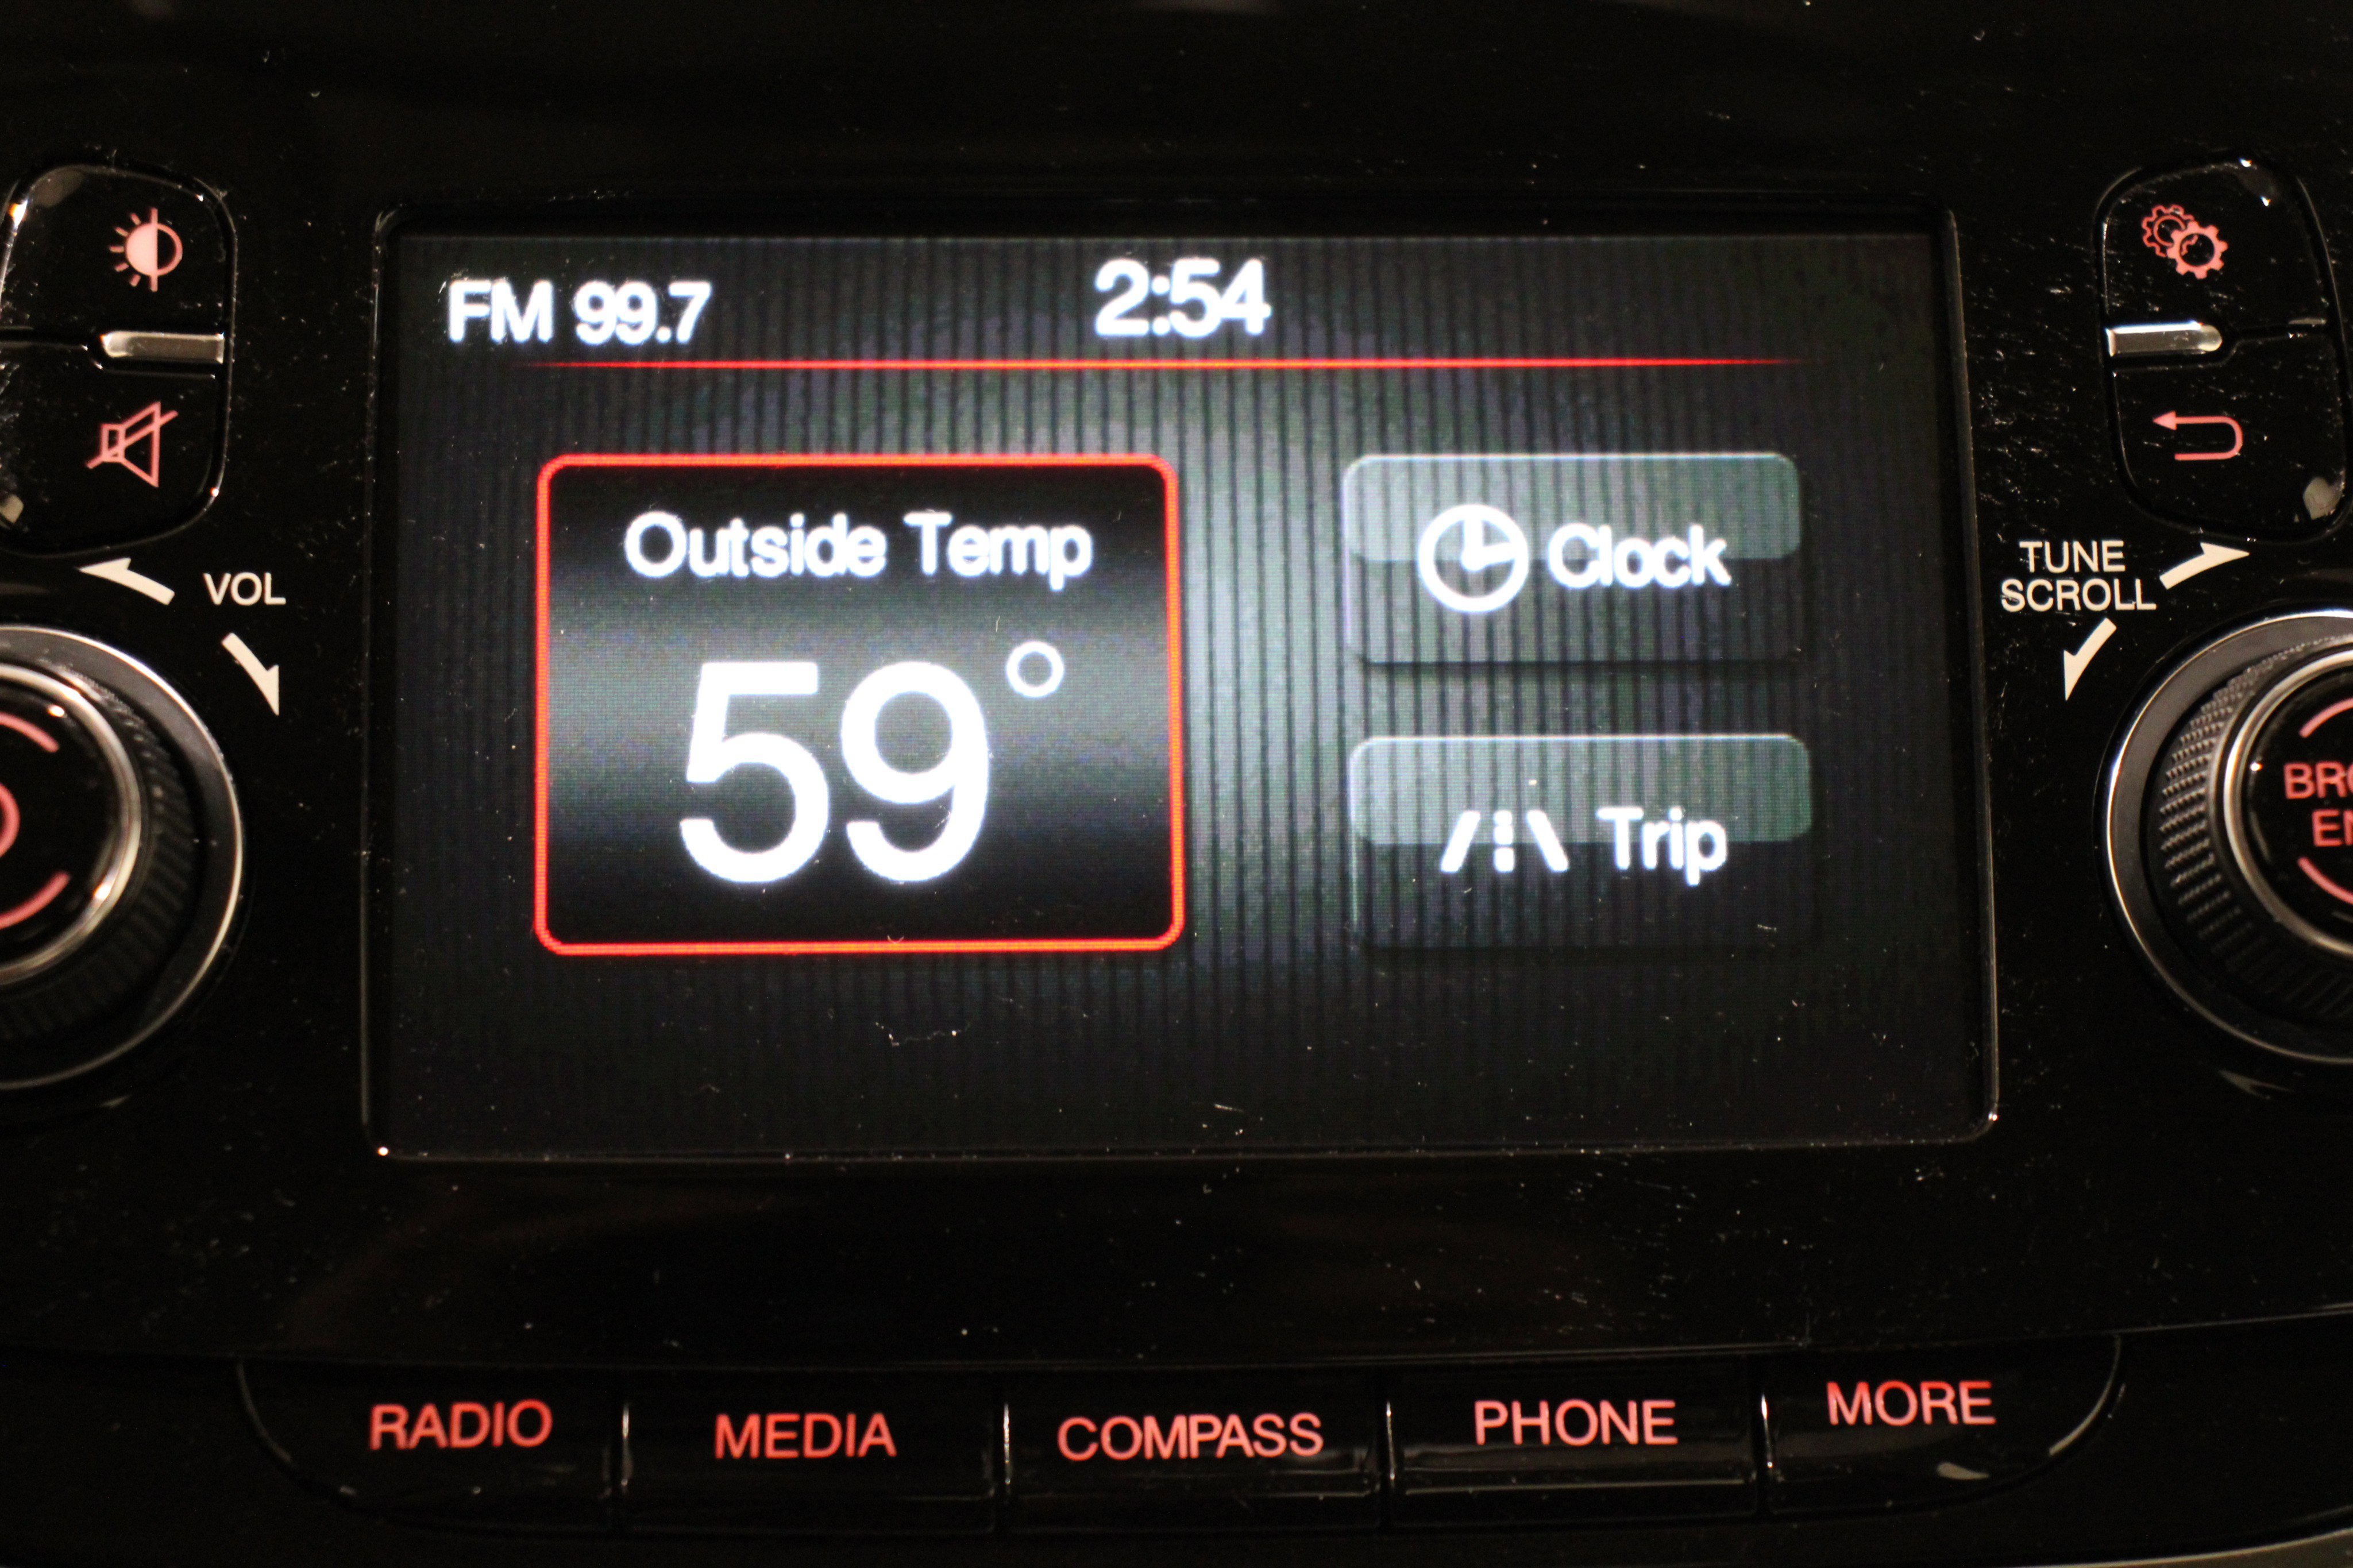 FM 99.7
2:54
Outside Temp
59°
Clock
Trip
VOL
TUNE
SCROLL
RADIO
MEDIA
COMPASS
PHONE
MORE